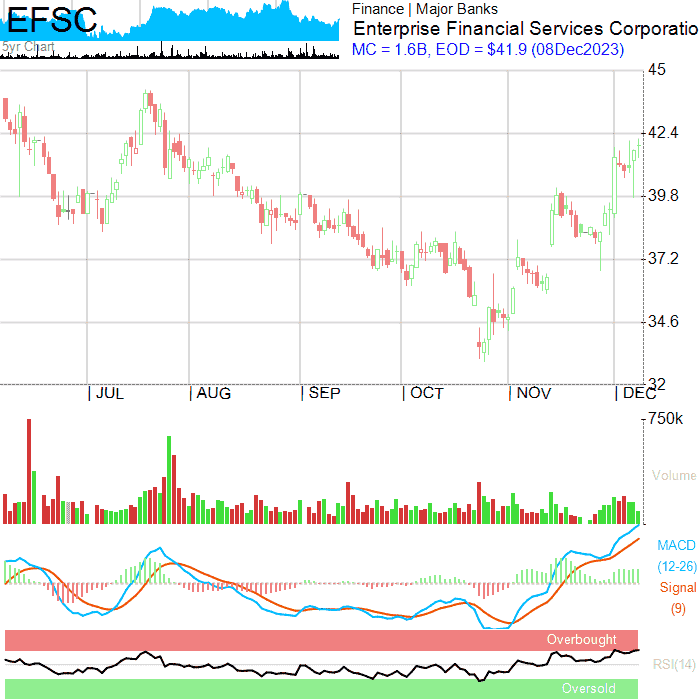 EFSC
5yr Chart
Finance | Major Banks
Enterprise Financial Services Corporatio
MC = 1.6B, EOD = $41.9 (08Dec2023)
45
42.4
39.8
37.2
34.6
32
JUL AUG SEP OCT NOV DEC
750k
Volume
MACD
(12-26)
Signal
(9)
Overbought
RSI(14)
Oversold